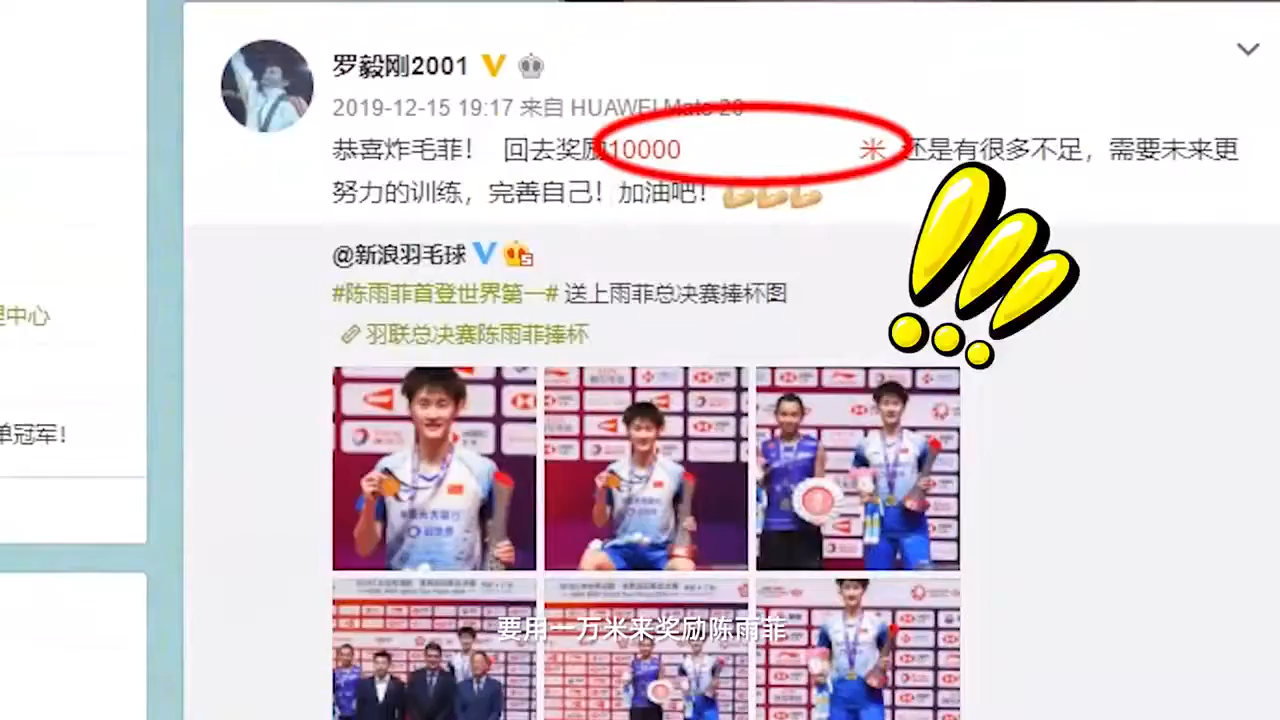 罗毅刚2001
2019-12-15 19:17 来自 HUAWEI Mate 20
恭喜炸毛菲! 回去奖励10000 米 还是有很多不足,需要未来更
努力的训练,完善自己!加油吧!
@新浪羽毛球
#陈雨菲首登世界第一# 送上雨菲总决赛捧杯图
理中心
羽联总决赛陈雨菲捧杯
单冠军!
要用一万米来奖励陈雨菲